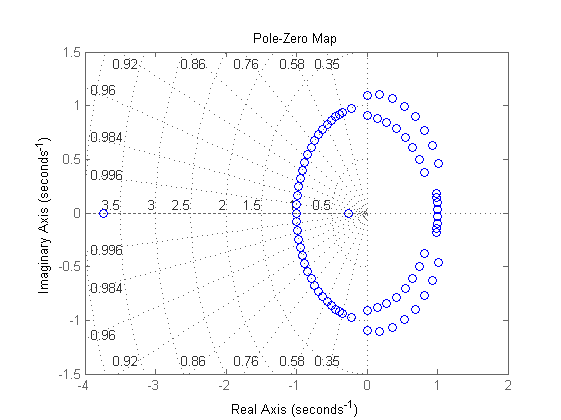 Pole-Zero Map
1.5
0.92 0.86 0.76 0.58 0.35
0.96
1
0.984
0.5
0.996
0 3.5 3 2.5 2 1.5 1 0.5
0.996
-0.5
0.984
-1
0.96
0.92 0.86 0.76 0.58 0.35
-1.5
-4 -3 -2 -1 0 1 2
Real Axis (seconds-1)
Imaginary Axis (seconds-1)